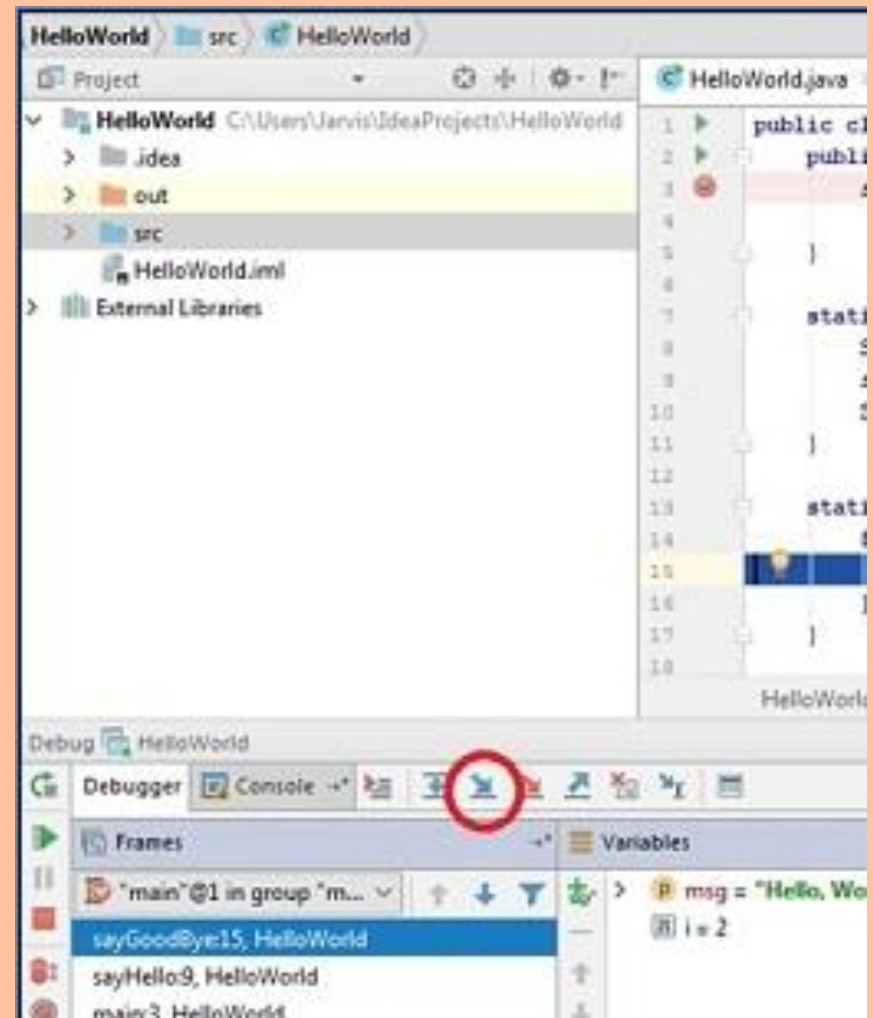 HelloWorld src HelloWorld
Project
HelloWorld.java
HelloWorld C:\Users\Jarvis\IdeaProjects\HelloWorld
.idea
out
src
HelloWorld.iml
External Libraries
1 public cl
2 publi
3
4
5 }
6
7 stati
8 S
9
10 S
11 }
12
13 stati
14
15
16 }
17 }
18
HelloWorl
Debug HelloWorld
Debugger Console
Frames
Variables
"main"@1 in group "m...
msg = "Hello, Wo
i = 2
sayGoodBye:15, HelloWorld
sayHello:9, HelloWorld
main:3, HelloWorld